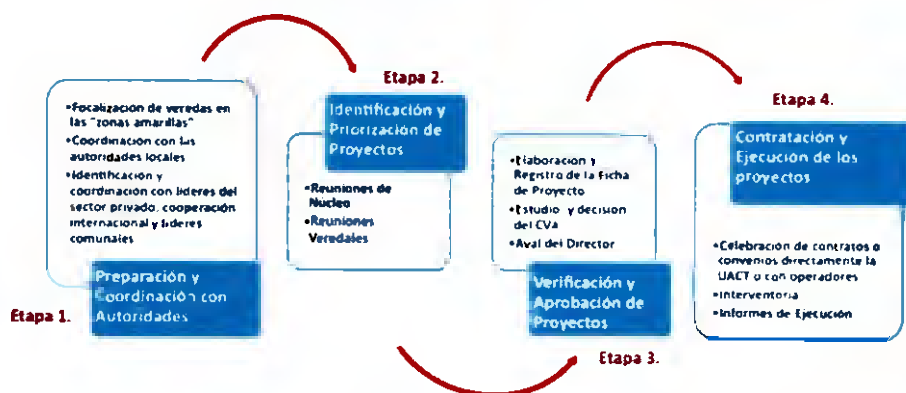 •Focalización de veredas en
las "zonas amarillas"
•Coordinación con las
autoridades locales
•Identificación y
coordinación con líderes del
sector privado, cooperación
internacional y líderes
comunales
Preparación y
Coordinación con
Autoridades
Etapa 1.
Etapa 2.
Identificación y
Priorización de
Proyectos
•Reuniones de
Núcleo
•Reuniones
Veredales
•Elaboración y
Registro de la Ficha
de Proyecto
•Estudio y decisión
del CVa
•Aval del Director
Verificación y
Aprobación de
Proyectos
Etapa 3.
Etapa 4.
Contratación y
Ejecución de los
proyectos
•Celebración de contratos o
convenios directamente la
UACT o con operadores
•Interventoría
•Informes de Ejecución